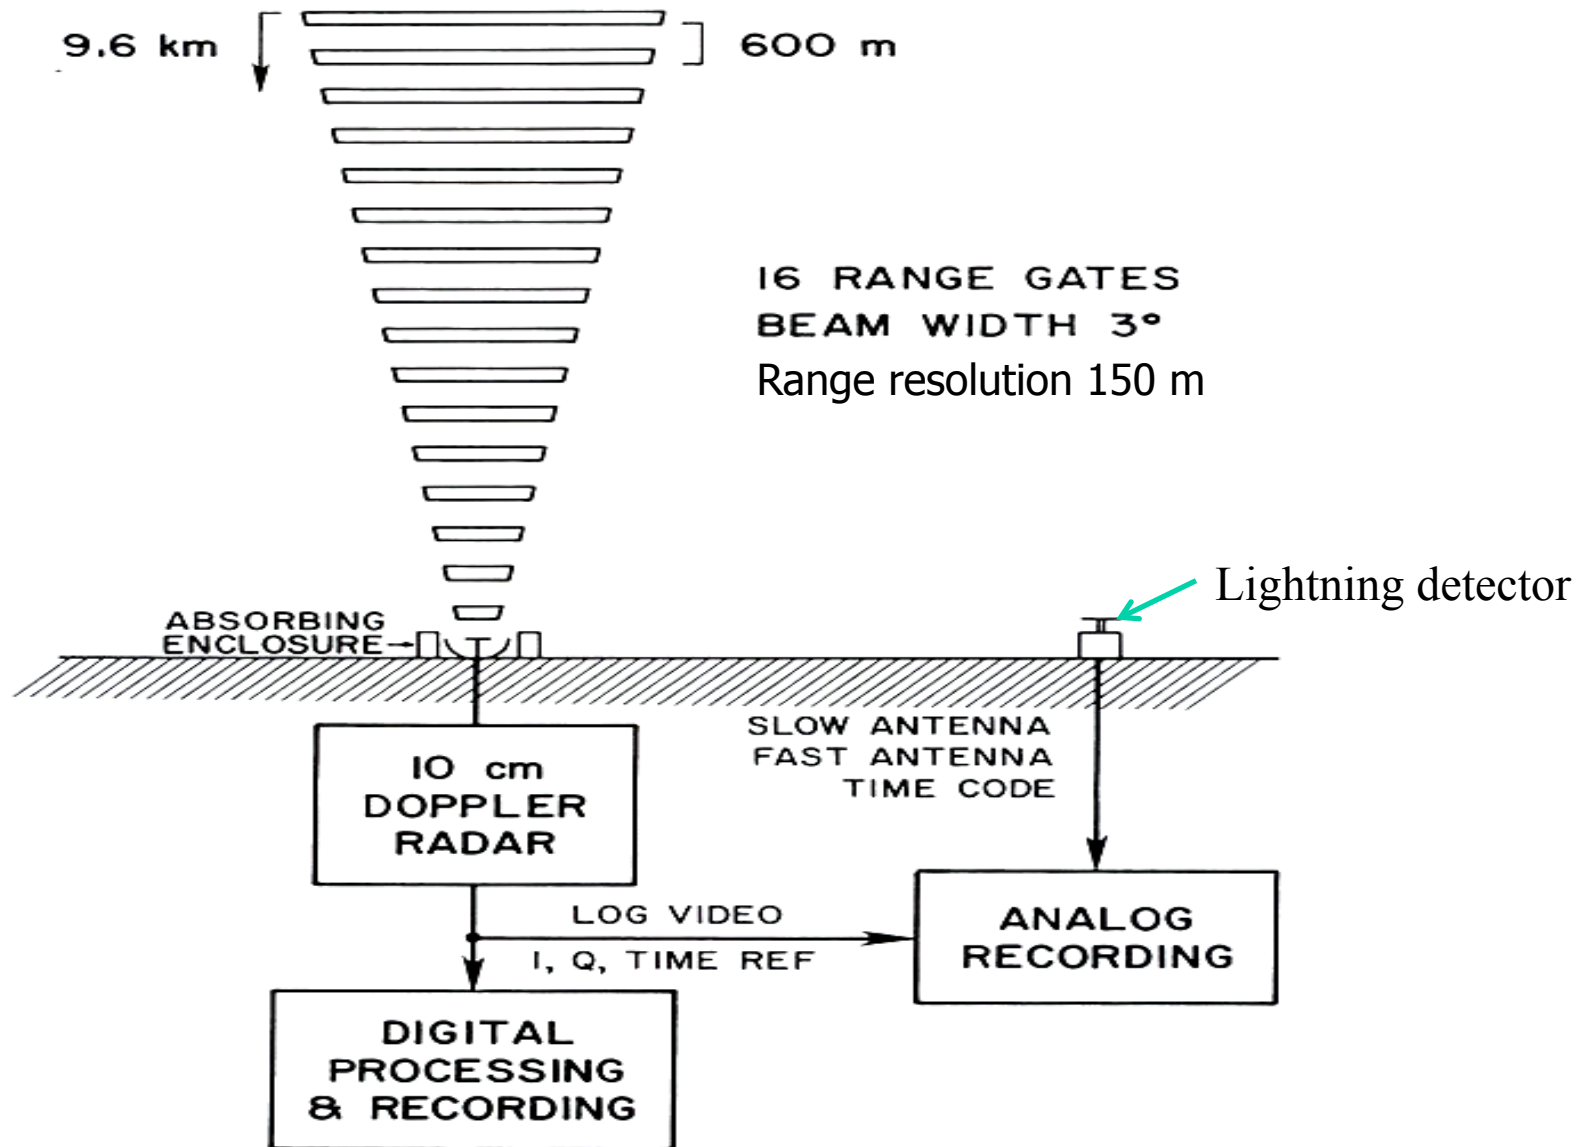 9.6 km
600 m
16 RANGE GATES
BEAM WIDTH 3°
Range resolution 150 m
Lightning detector
ABSORBING
ENCLOSURE
SLOW ANTENNA
FAST ANTENNA
TIME CODE
10 cm
DOPPLER
RADAR
LOG VIDEO
I, Q, TIME REF
ANALOG
RECORDING
DIGITAL
PROCESSING
& RECORDING